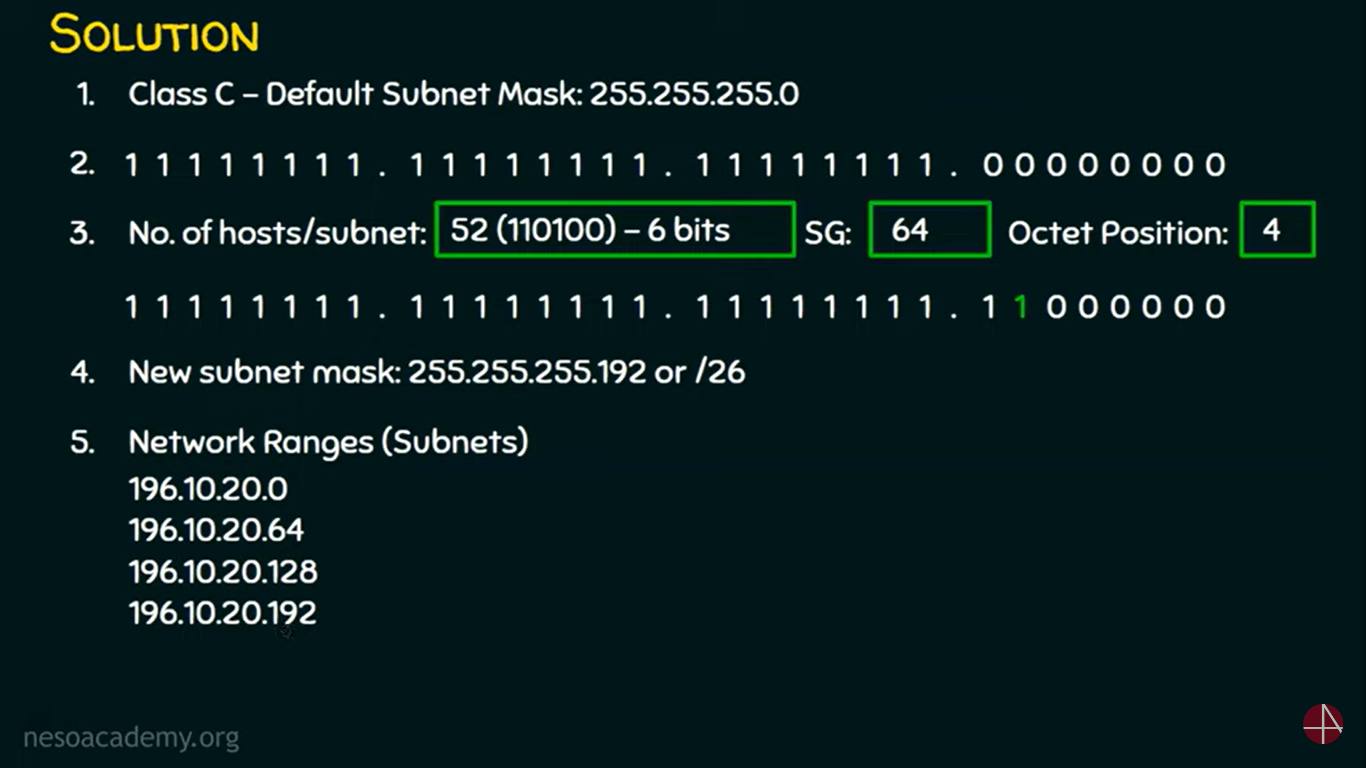 SOLUTION
1. Class C – Default Subnet Mask: 255.255.255.0
2. 1 1 1 1 1 1 1 1 . 1 1 1 1 1 1 1 1 . 1 1 1 1 1 1 1 1 . 0 0 0 0 0 0 0 0
3. No. of hosts/subnet: 52 (110100) – 6 bits SG: 64 Octet Position: 4
1 1 1 1 1 1 1 1 . 1 1 1 1 1 1 1 1 . 1 1 1 1 1 1 1 1 . 1 1 0 0 0 0 0 0
4. New subnet mask: 255.255.255.192 or /26
5. Network Ranges (Subnets)
196.10.20.0
196.10.20.64
196.10.20.128
196.10.20.192
nesoacademy.org